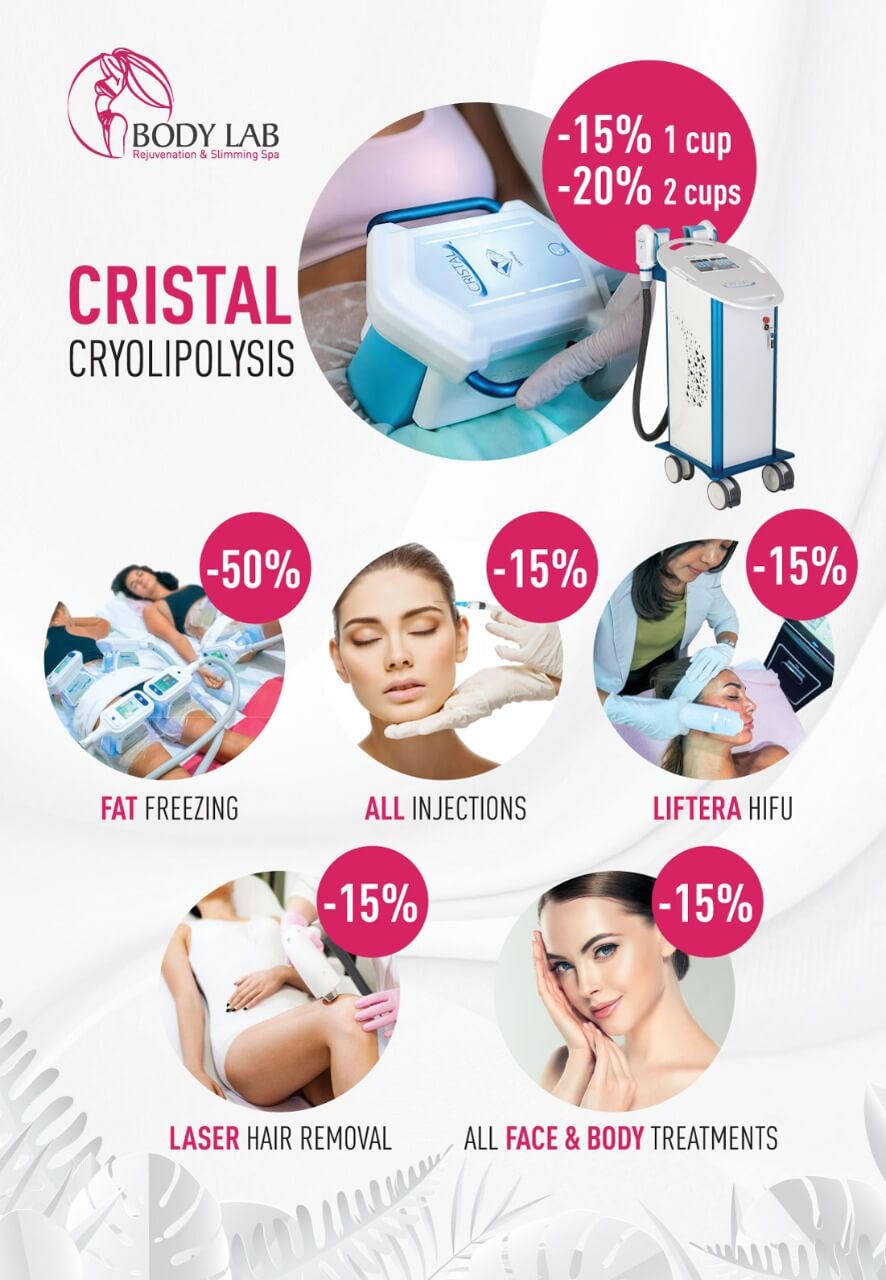 BODY LAB
Rejuvenation & Slimming Spa
-15% 1 cup
-20% 2 cups
CRISTAL
CRYOLIPOLYSIS
CRISTAL
-50%
-15%
-15%
FAT FREEZING
ALL INJECTIONS
LIFTERA HIFU
-15%
-15%
LASER HAIR REMOVAL
ALL FACE & BODY TREATMENTS